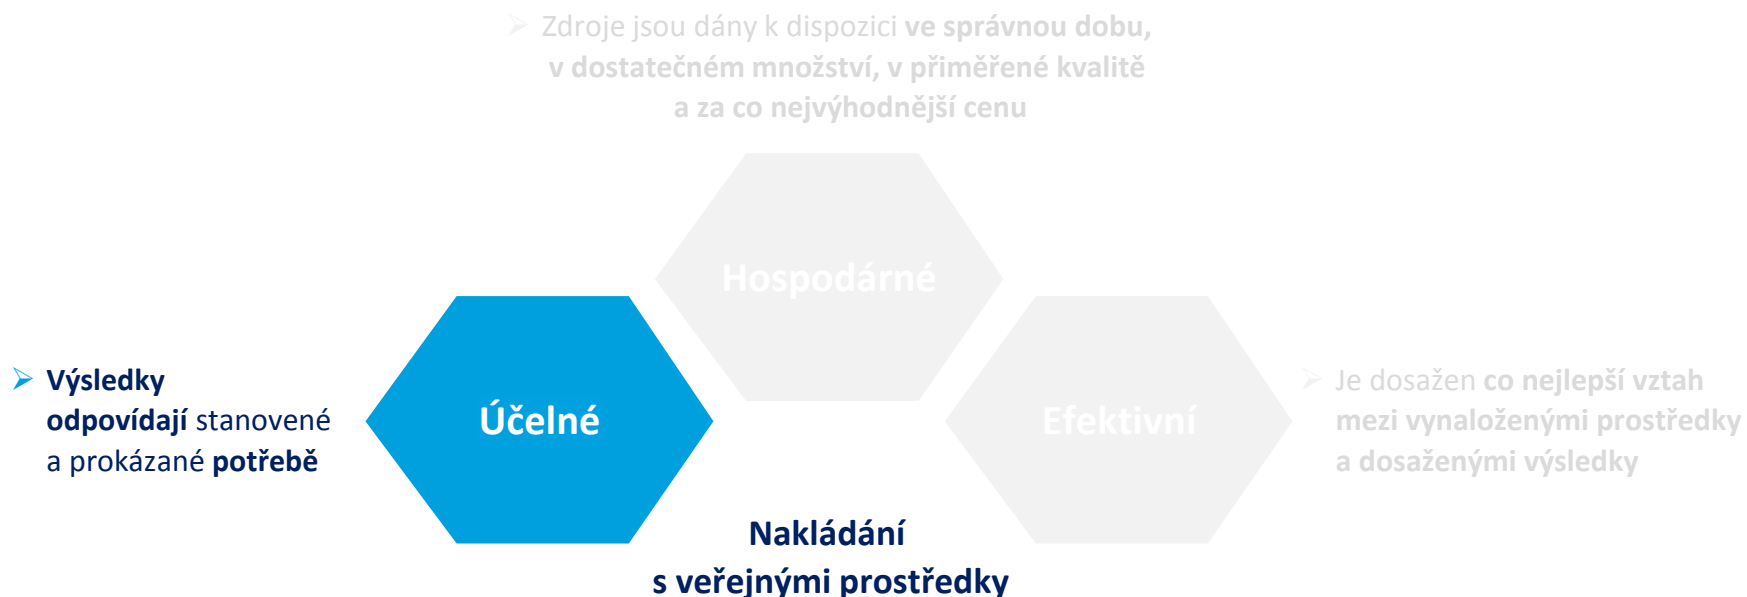 Zdroje jsou dány k dispozici ve správnou dobu,
v dostatečném množství, v přiměřené kvalitě
a za co nejvýhodnější cenu
Hospodárné
Výsledky
odpovídají stanovené
a prokázané potřebě
Účelné
Efektivní
Je dosažen co nejlepší vztah
mezi vynaloženými prostředky
a dosaženými výsledky
Nakládání
s veřejnými prostředky